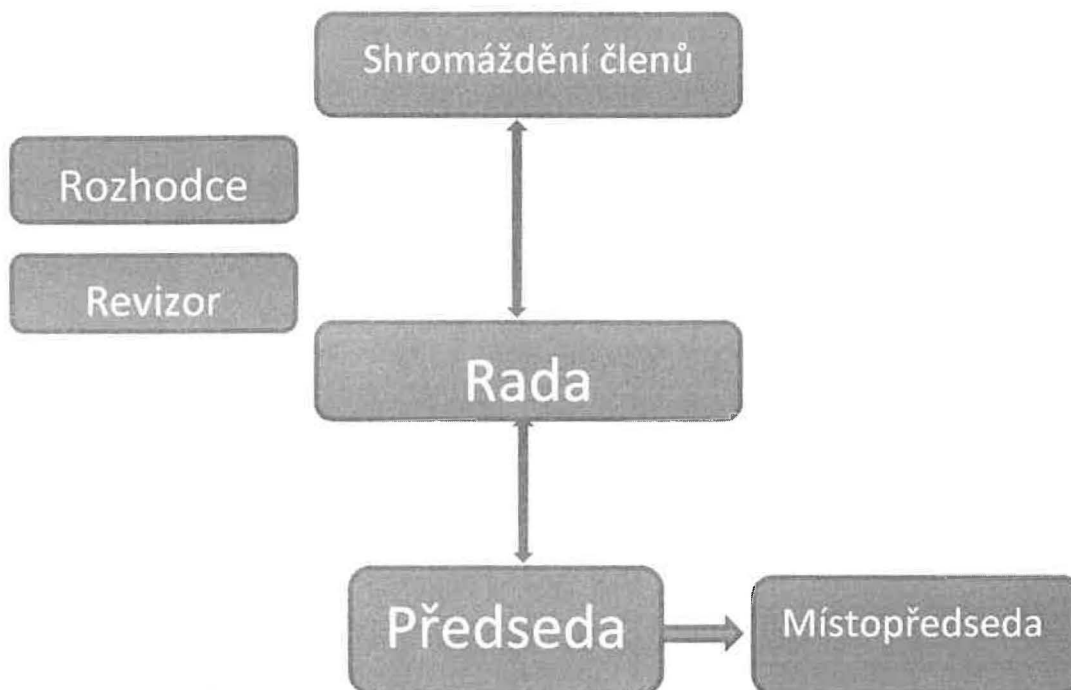 Shromáždění členů
Rozhodce
Revizor
Rada
Předseda
Místopředseda